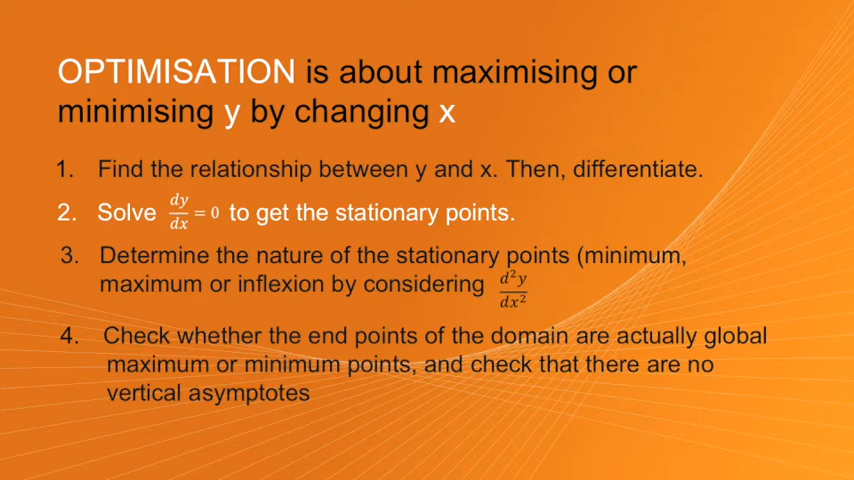 OPTIMISATION is about maximising or
minimising y by changing x
1. Find the relationship between y and x. Then, differentiate.
2. Solve dy/dx = 0 to get the stationary points.
3. Determine the nature of the stationary points (minimum,
maximum or inflexion by considering d²y/dx²
4. Check whether the end points of the domain are actually global
maximum or minimum points, and check that there are no
vertical asymptotes